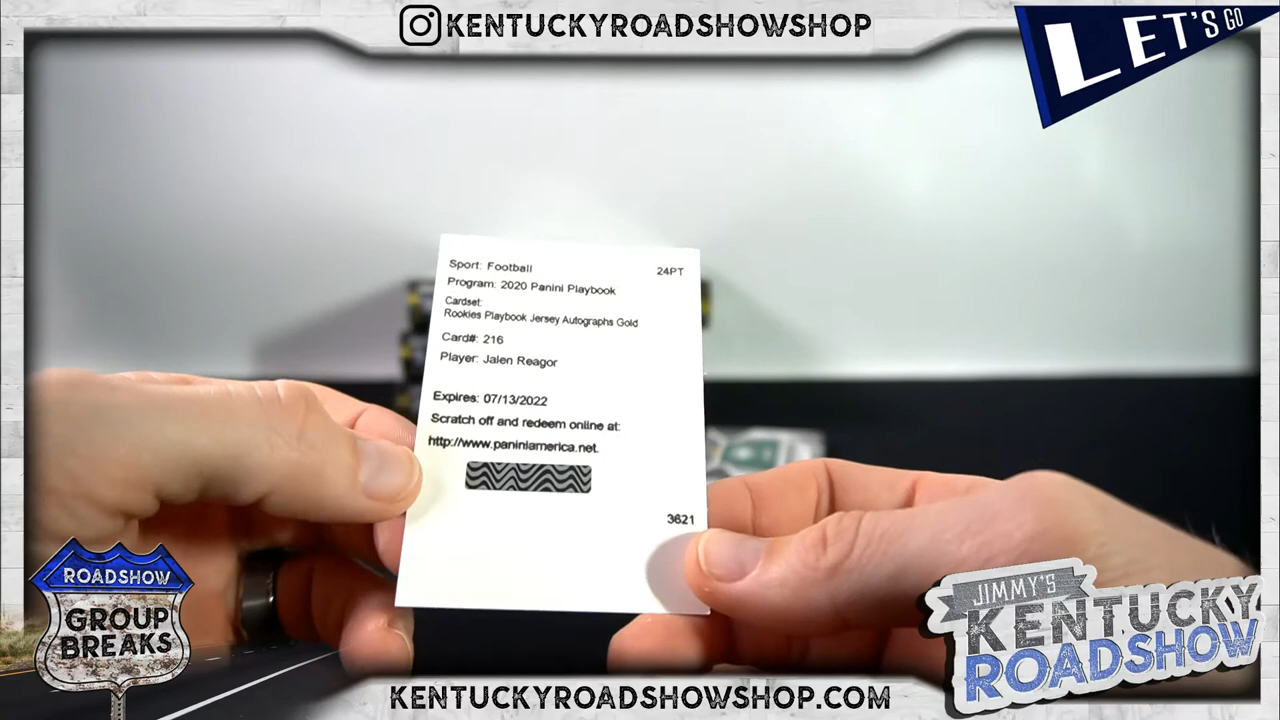 KENTUCKYROADSHOWSHOP
LET'S GO
Sport: Football 24PT
Program: 2020 Panini Playbook
Cardset:
Rookies Playbook Jersey Autographs Gold
Card#: 216
Player: Jalen Reagor
Expires: 07/13/2022
Scratch off and redeem online at:
http://www.paniniamerica.net.
3621
ROADSHOW
GROUP
BREAKS
JIMMY'S
KENTUCKY
ROADSHOW
KENTUCKYROADSHOWSHOP.COM